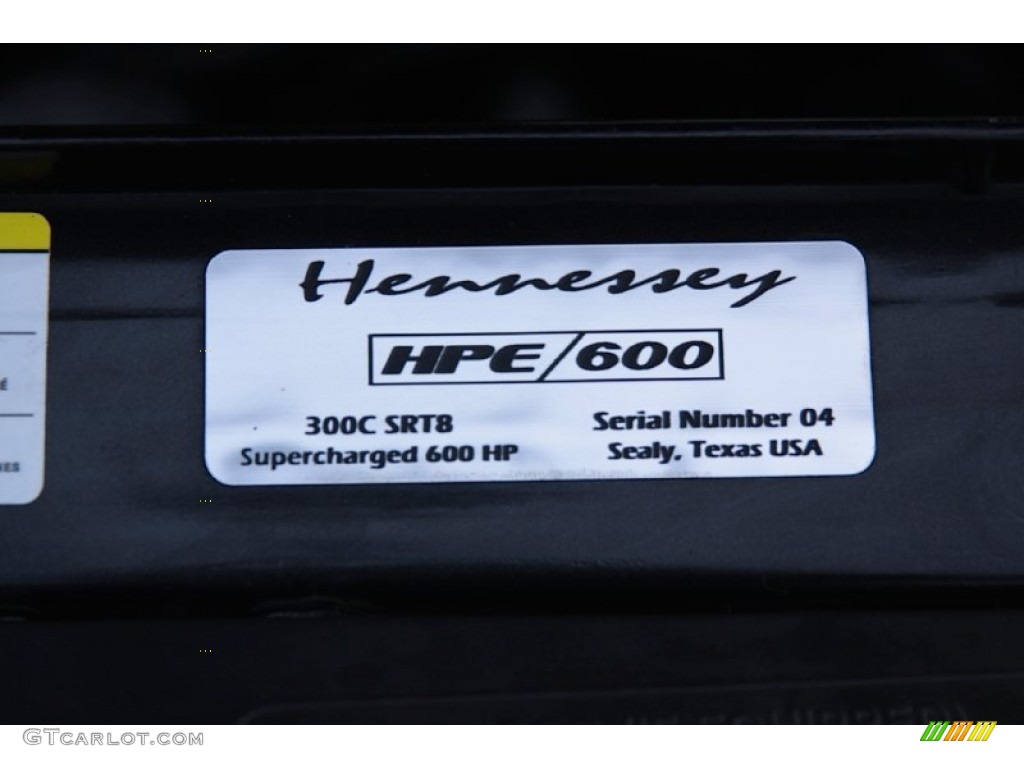 Hennessey
HPE/600
300C SRT8
Supercharged 600 HP
Serial Number 04
Sealy, Texas USA
GTCARLOT.COM